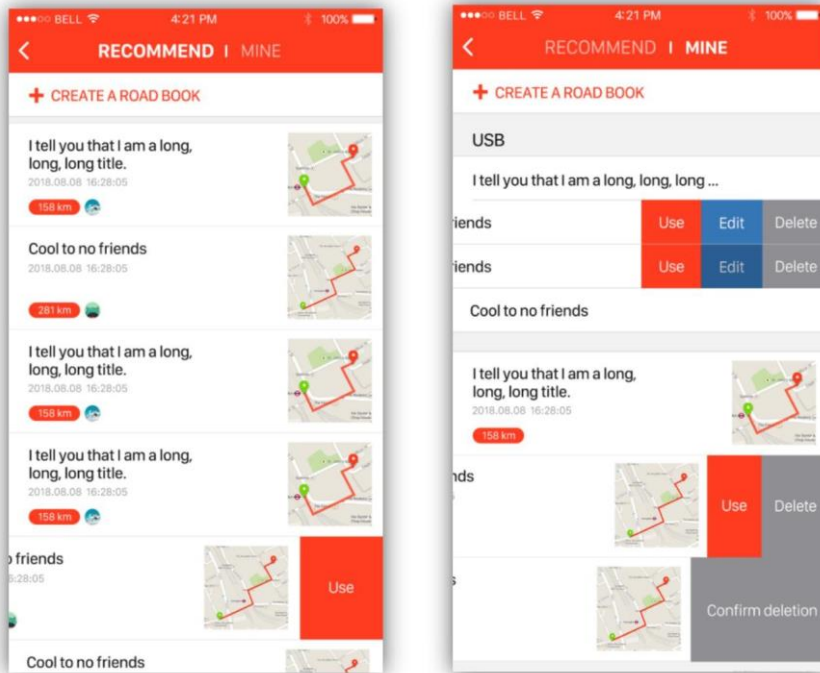 BELL 4:21 PM 100%
RECOMMEND | MINE
+ CREATE A ROAD BOOK
I tell you that I am a long,
long, long title.
2018.08.08 16:28:05
158 km
Cool to no friends
2018.08.08 16:28:05
281 km
I tell you that I am a long,
long, long title.
2018.08.08 16:28:05
158 km
I tell you that I am a long,
long, long title.
2018.08.08 16:28:05
158 km
friends
6:28:05
Use
Cool to no friends
BELL 4:21 PM 100%
RECOMMEND | MINE
+ CREATE A ROAD BOOK
USB
I tell you that I am a long, long, long ...
riends Use Edit Delete
riends Use Edit Delete
Cool to no friends
I tell you that I am a long,
long, long title.
2018.08.08 16:28:05
158 km
nds
Use Delete
s
Confirm deletion